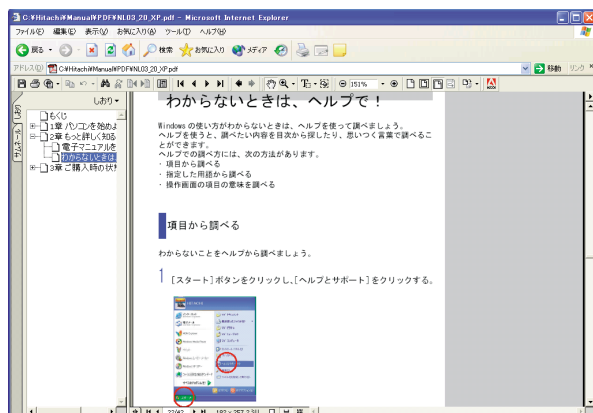 C:¥Hitachi¥Manual¥PDF¥NL03_20_XP.pdf - Microsoft Internet Explorer
ファイル(F) 編集(E) 表示(V) お気に入り(A) ツール(T) ヘルプ(H)
戻る 検索 お気に入り メディア
アドレス(D) C:¥Hitachi¥Manual¥PDF¥NL03_20_XP.pdf 移動 リンク
151%
しおり
もくじ
1章 パソコンを始めよ
2章 もっと詳しく知る
電子マニュアルを
わからないときは、
3章 ご購入時の状
わからないときは、ヘルプで！
Windowsの使い方がわからないときは、ヘルプを使って調べましょう。
ヘルプを使うと、調べたい内容を目次から探したり、思いつく言葉で調べるこ
とができます。
ヘルプでの調べ方には、次の方法があります。
・項目から調べる
・指定した用語から調べる
・操作画面の項目の意味を調べる
項目から調べる
わからないことをヘルプから調べましょう。
1 [スタート]ボタンをクリックし、[ヘルプとサポート]をクリックする。